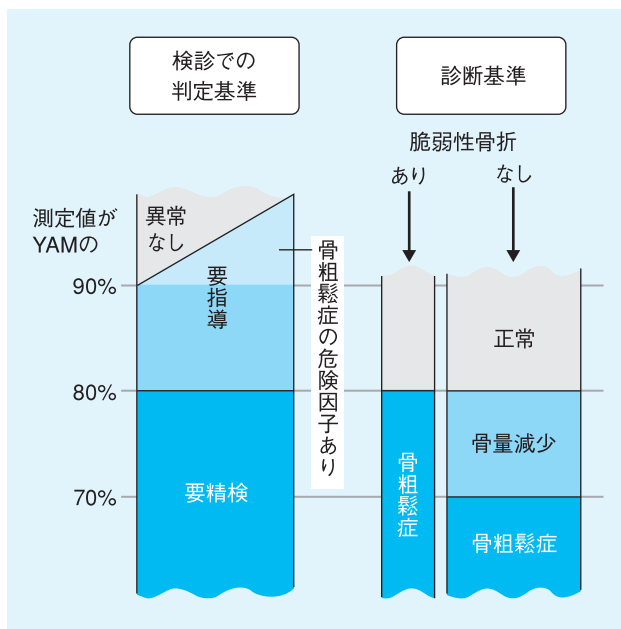 検診での
判定基準
診断基準
脆弱性骨折
あり
なし
測定値が
YAMの
異常
なし
要指導
骨粗鬆症の危険因子あり
90%
正常
80%
骨量減少
要精検
骨粗鬆症
70%
骨粗鬆症